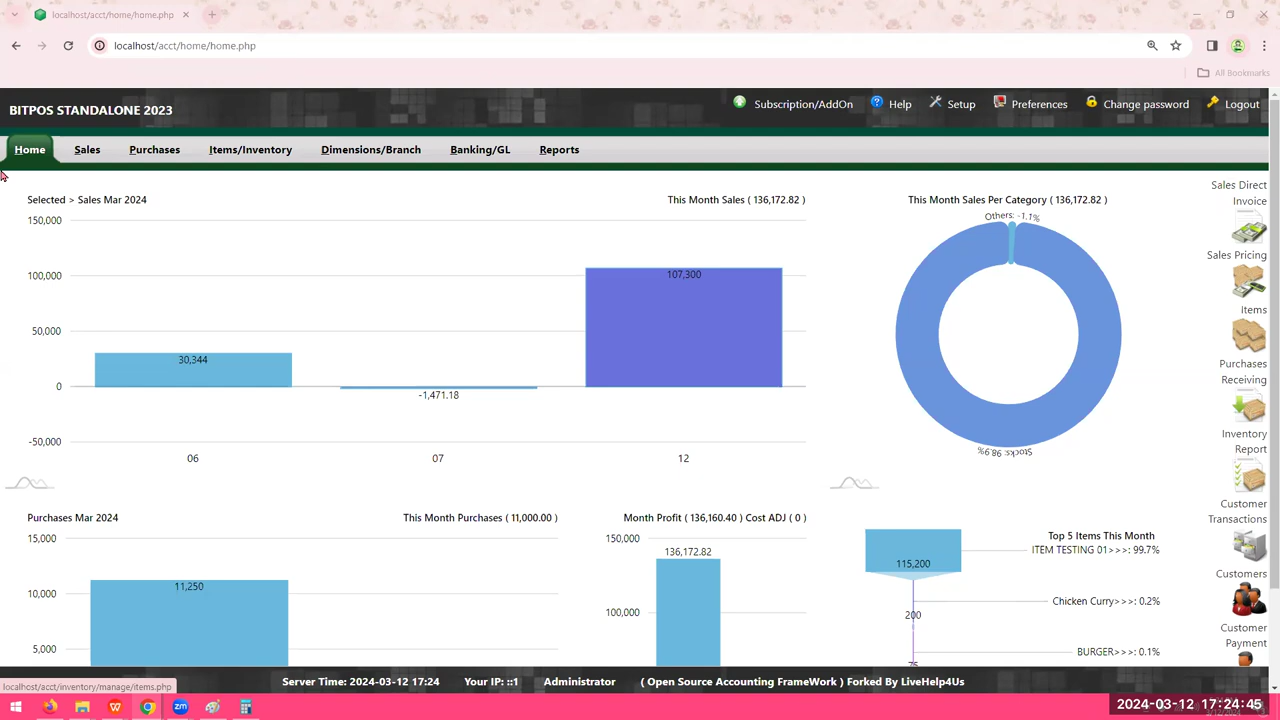 localhost/acct/home/home.php
localhost/acct/home/home.php
All Bookmarks
BITPOS STANDALONE 2023
Subscription/AddOn
Help
Setup
Preferences
Change password
Logout
Home
Sales
Purchases
Items/Inventory
Dimensions/Branch
Banking/GL
Reports
Selected > Sales Mar 2024
This Month Sales ( 136,172.82 )
150,000
100,000
50,000
0
-50,000
30,344
-1,471.18
107,300
06
07
12
This Month Sales Per Category ( 136,172.82 )
Others: -1.1%
Stocks: 98.9%
Sales Direct
Invoice
Sales Pricing
Items
Purchases
Receiving
Inventory
Report
Customer
Transactions
Customers
Customer
Payment
Purchases Mar 2024
This Month Purchases ( 11,000.00 )
15,000
10,000
5,000
11,250
Month Profit ( 136,160.40 ) Cost ADJ ( 0 )
150,000
100,000
136,172.82
Top 5 Items This Month
ITEM TESTING 01>>>: 99.7%
115,200
Chicken Curry>>>: 0.2%
200
BURGER>>>: 0.1%
75
localhost/acct/inventory/manage/items.php
Server Time: 2024-03-12 17:24
Your IP: ::1
Administrator
( Open Source Accounting FrameWork ) Forked By LiveHelp4Us
2024-03-12 17:24:45